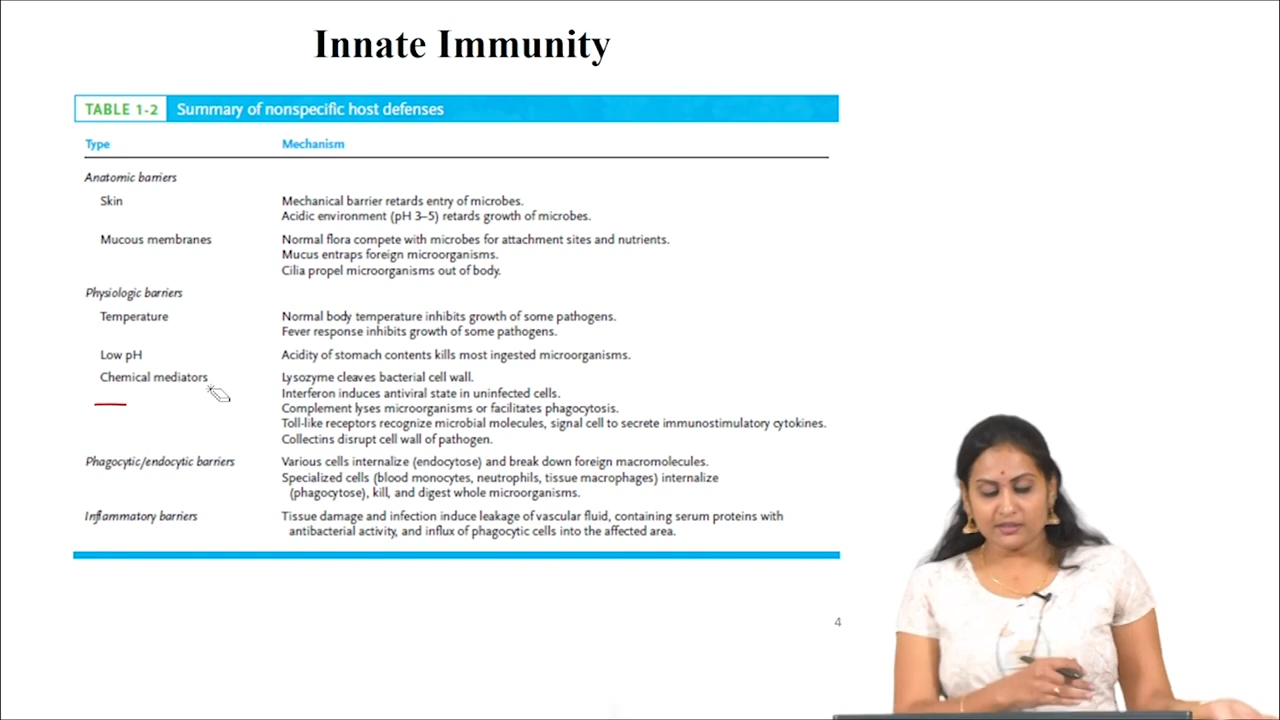 Innate Immunity
TABLE 1-2 Summary of nonspecific host defenses
Type Mechanism
Anatomic barriers
Skin Mechanical barrier retards entry of microbes.
Acidic environment (pH 3–5) retards growth of microbes.
Mucous membranes Normal flora compete with microbes for attachment sites and nutrients.
Mucus entraps foreign microorganisms.
Cilia propel microorganisms out of body.
Physiologic barriers
Temperature Normal body temperature inhibits growth of some pathogens.
Fever response inhibits growth of some pathogens.
Low pH Acidity of stomach contents kills most ingested microorganisms.
Chemical mediators Lysozyme cleaves bacterial cell wall.
Interferon induces antiviral state in uninfected cells.
Complement lyses microorganisms or facilitates phagocytosis.
Toll-like receptors recognize microbial molecules, signal cell to secrete immunostimulatory cytokines.
Collectins disrupt cell wall of pathogen.
Phagocytic/endocytic barriers Various cells internalize (endocytose) and break down foreign macromolecules.
Specialized cells (blood monocytes, neutrophils, tissue macrophages) internalize
(phagocytose), kill, and digest whole microorganisms.
Inflammatory barriers Tissue damage and infection induce leakage of vascular fluid, containing serum proteins with
antibacterial activity, and influx of phagocytic cells into the affected area.
4